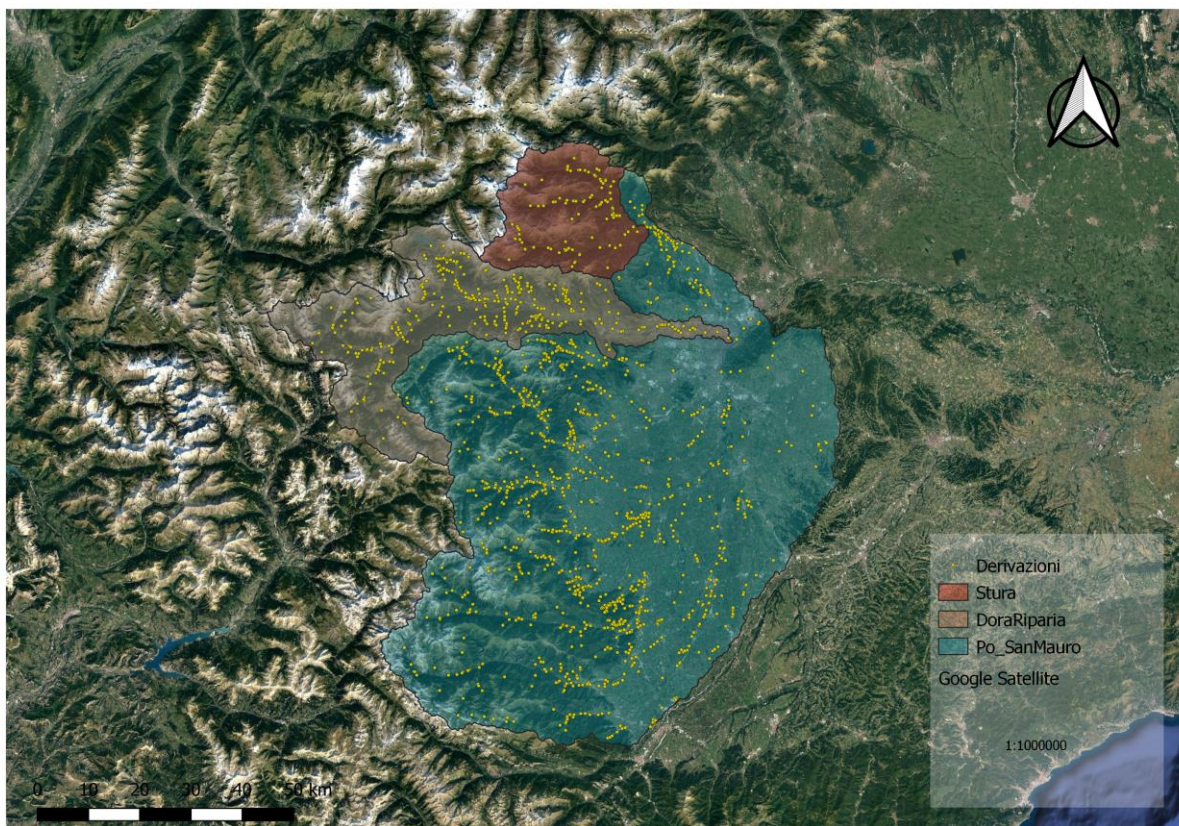 Derivazioni
Stura
DoraRiparia
Po_SanMauro
Google Satellite
1:1000000
0 10 20 30 40 50 km